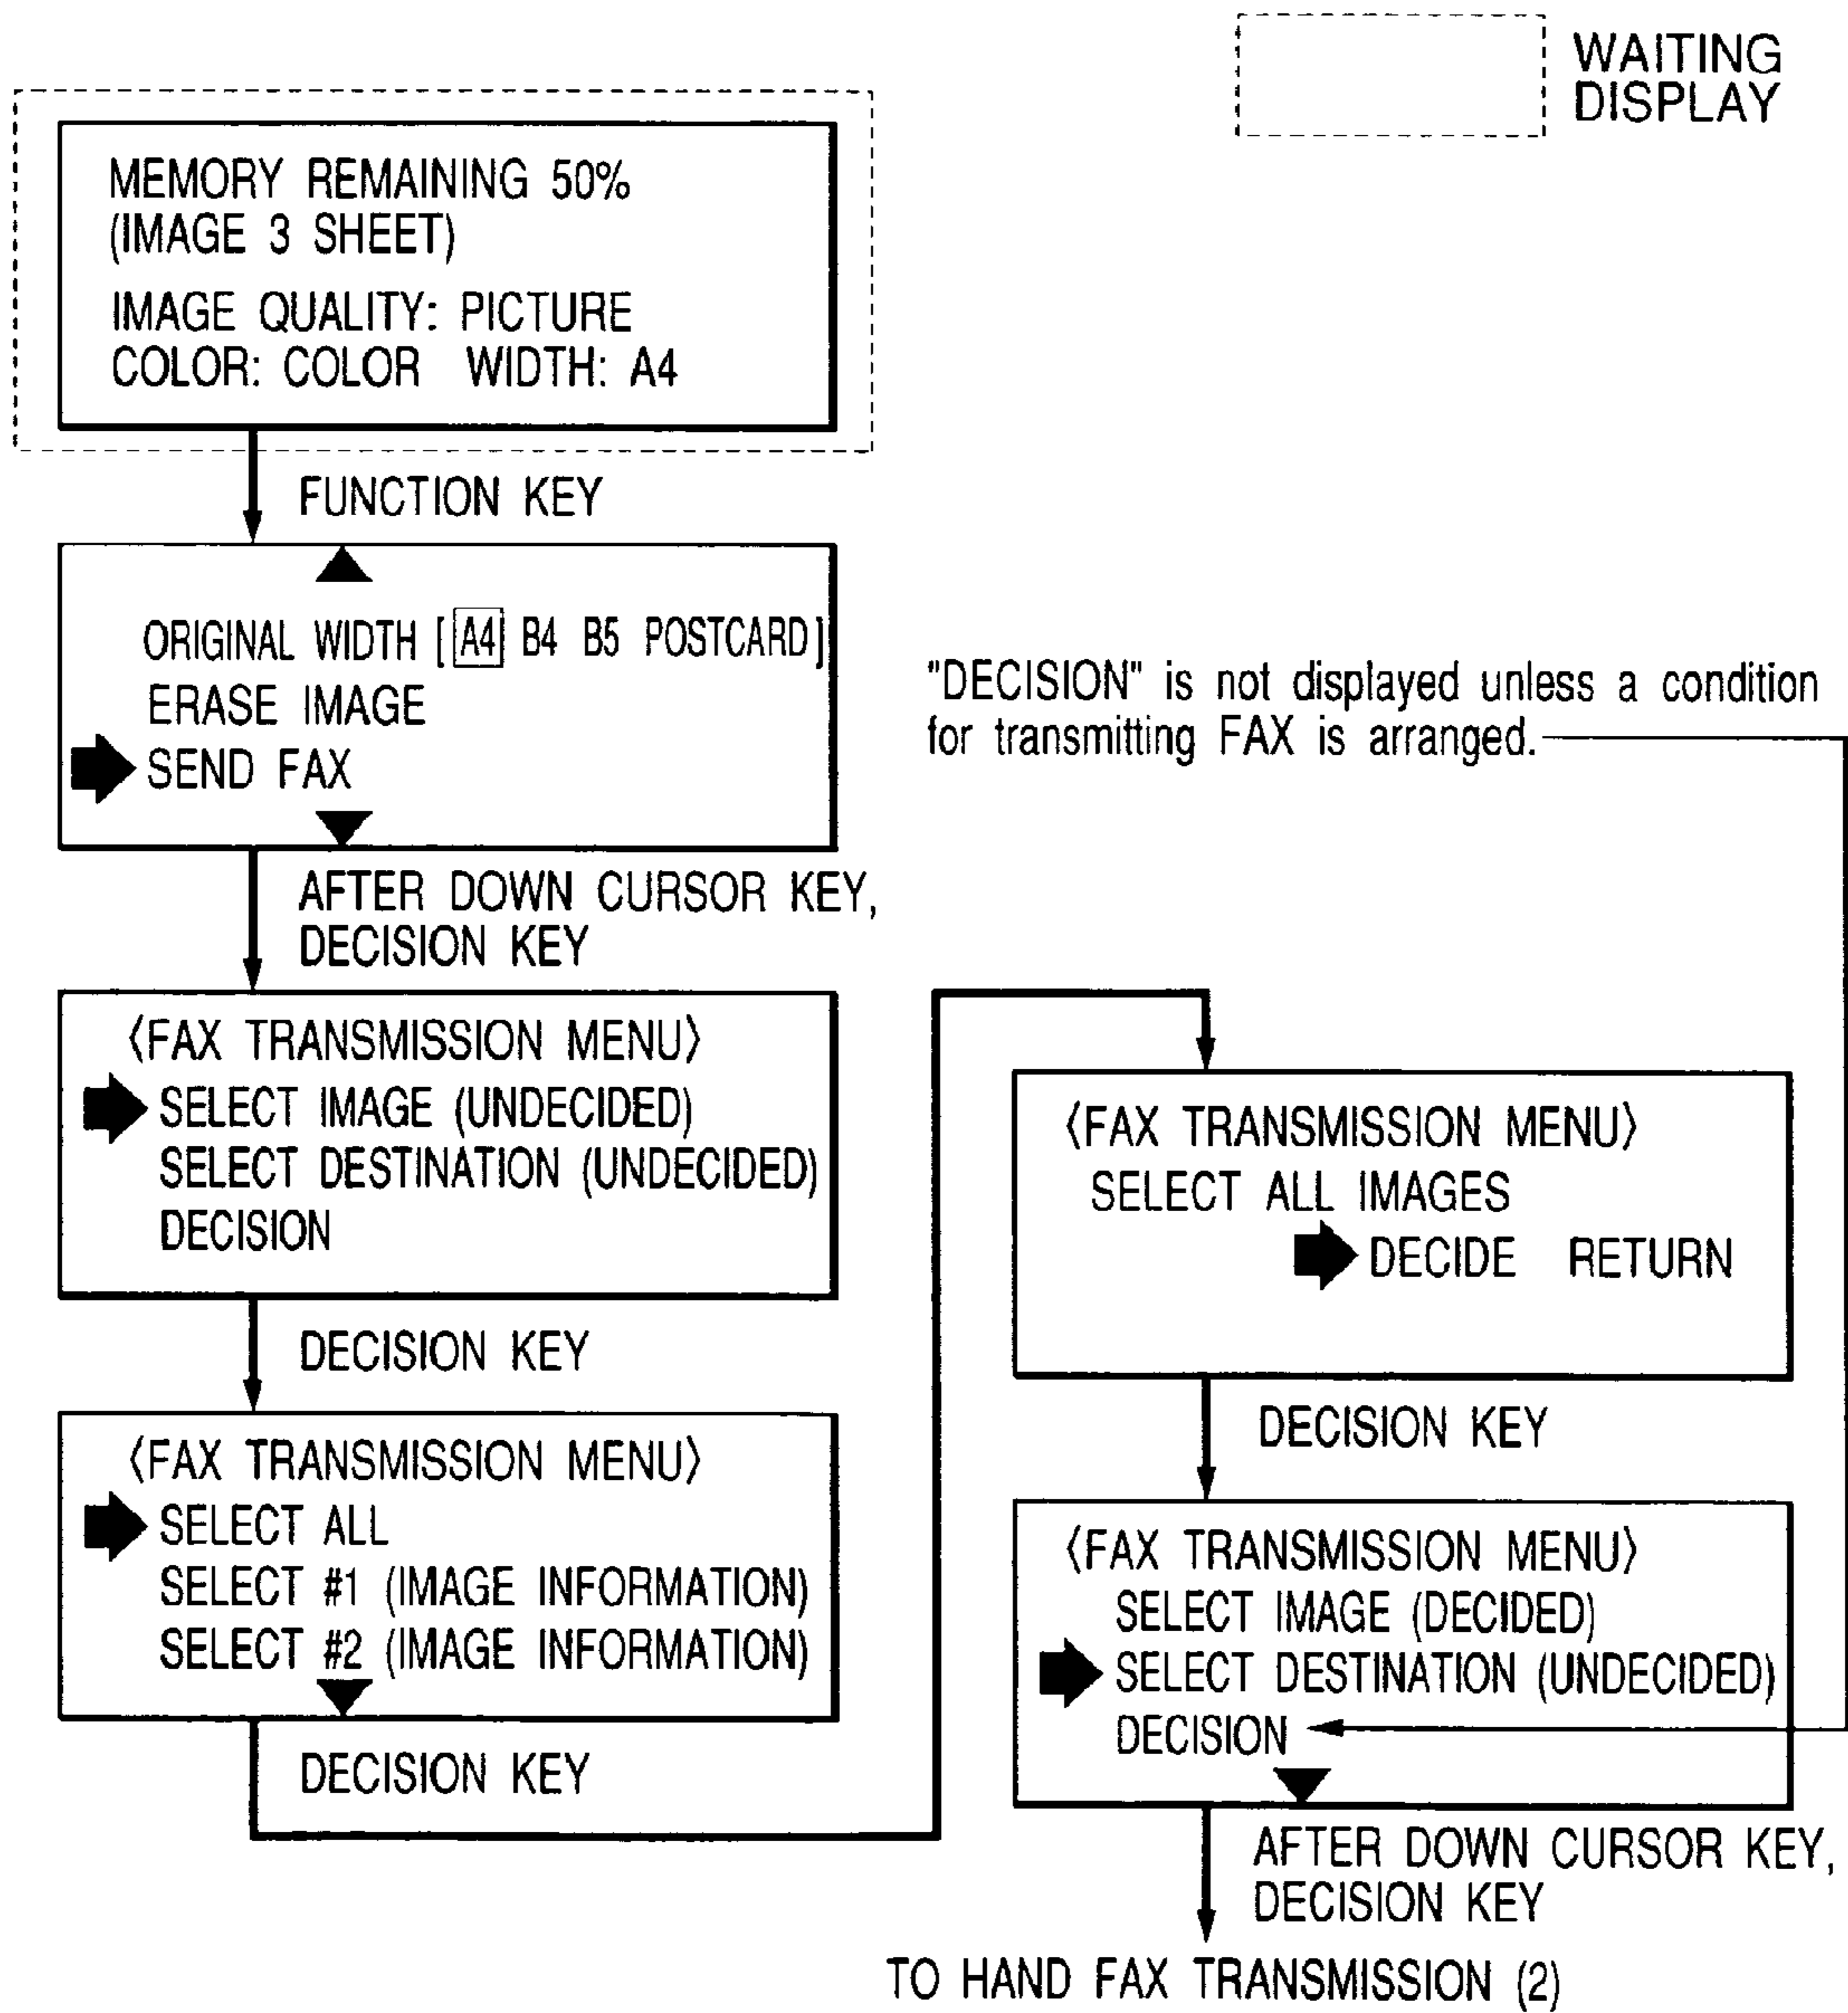 WAITING
DISPLAY
MEMORY REMAINING 50%
(IMAGE 3 SHEET)
IMAGE QUALITY: PICTURE
COLOR: COLOR WIDTH: A4
FUNCTION KEY
ORIGINAL WIDTH [A4 B4 B5 POSTCARD]
ERASE IMAGE
SEND FAX
AFTER DOWN CURSOR KEY,
DECISION KEY
〈FAX TRANSMISSION MENU〉
SELECT IMAGE (UNDECIDED)
SELECT DESTINATION (UNDECIDED)
DECISION
DECISION KEY
〈FAX TRANSMISSION MENU〉
SELECT ALL
SELECT #1 (IMAGE INFORMATION)
SELECT #2 (IMAGE INFORMATION)
DECISION KEY
"DECISION" is not displayed unless a condition
for transmitting FAX is arranged.
〈FAX TRANSMISSION MENU〉
SELECT ALL IMAGES
DECIDE RETURN
DECISION KEY
〈FAX TRANSMISSION MENU〉
SELECT IMAGE (DECIDED)
SELECT DESTINATION (UNDECIDED)
DECISION
AFTER DOWN CURSOR KEY,
DECISION KEY
TO HAND FAX TRANSMISSION (2)